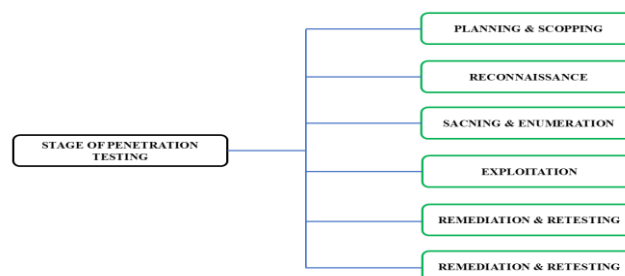 PLANNING & SCOPPING
RECONNAISSANCE
SACNING & ENUMERATION
STAGE OF PENETRATION
TESTING
EXPLOITATION
REMEDIATION & RETESTING
REMEDIATION & RETESTING